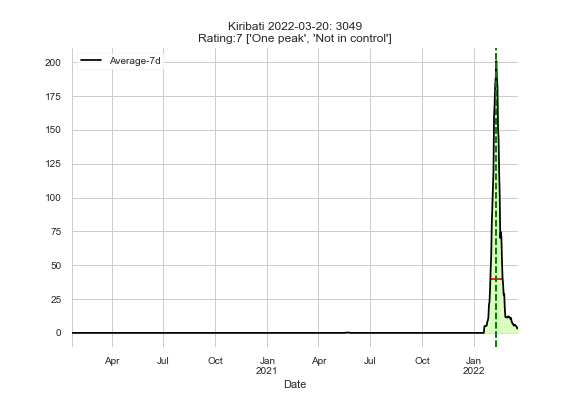 Kiribati 2022-03-20: 3049
Rating:7 ['One peak', 'Not in control']
Average-7d
200
175
150
125
100
75
50
25
0
Apr
Jul
Oct
Jan
2021
Apr
Jul
Oct
Jan
2022
Date